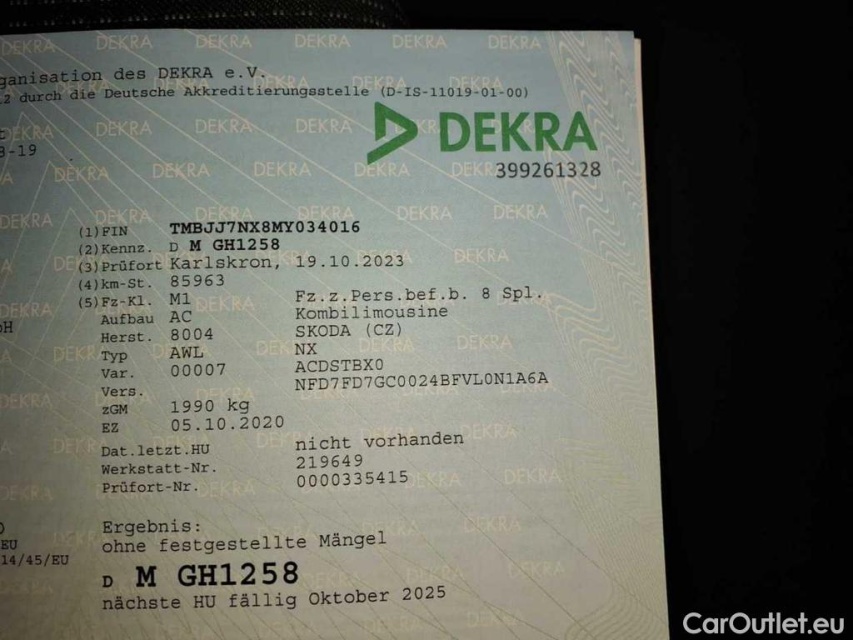 ganisation des DEKRA e.V.
durch die Deutsche Akkreditierungsstelle (D-IS-11019-01-00)
DEKRA
399261328
(1)FIN TMBJJ7NX8MY034016
(2)Kennz. D M GH1258
(3)Prüfort Karlskron, 19.10.2023
(4)km-St. 85963
(5)Fz-Kl. M1 Fz.z.Pers.bef.b. 8 Spl.
Aufbau AC Kombilimousine
Herst. 8004 SKODA (CZ)
Typ AWL NX
Var. 00007 ACDSTBX0
Vers. NFD7FD7GC0024BFVL0N1A6A
zGM 1990 kg
EZ 05.10.2020
Dat.letzt.HU nicht vorhanden
Werkstatt-Nr. 219649
Prüfort-Nr. 0000335415
Ergebnis:
EU ohne festgestellte Mängel
14/45/EU
D M GH1258
nächste HU fällig Oktober 2025
CarOutlet.eu